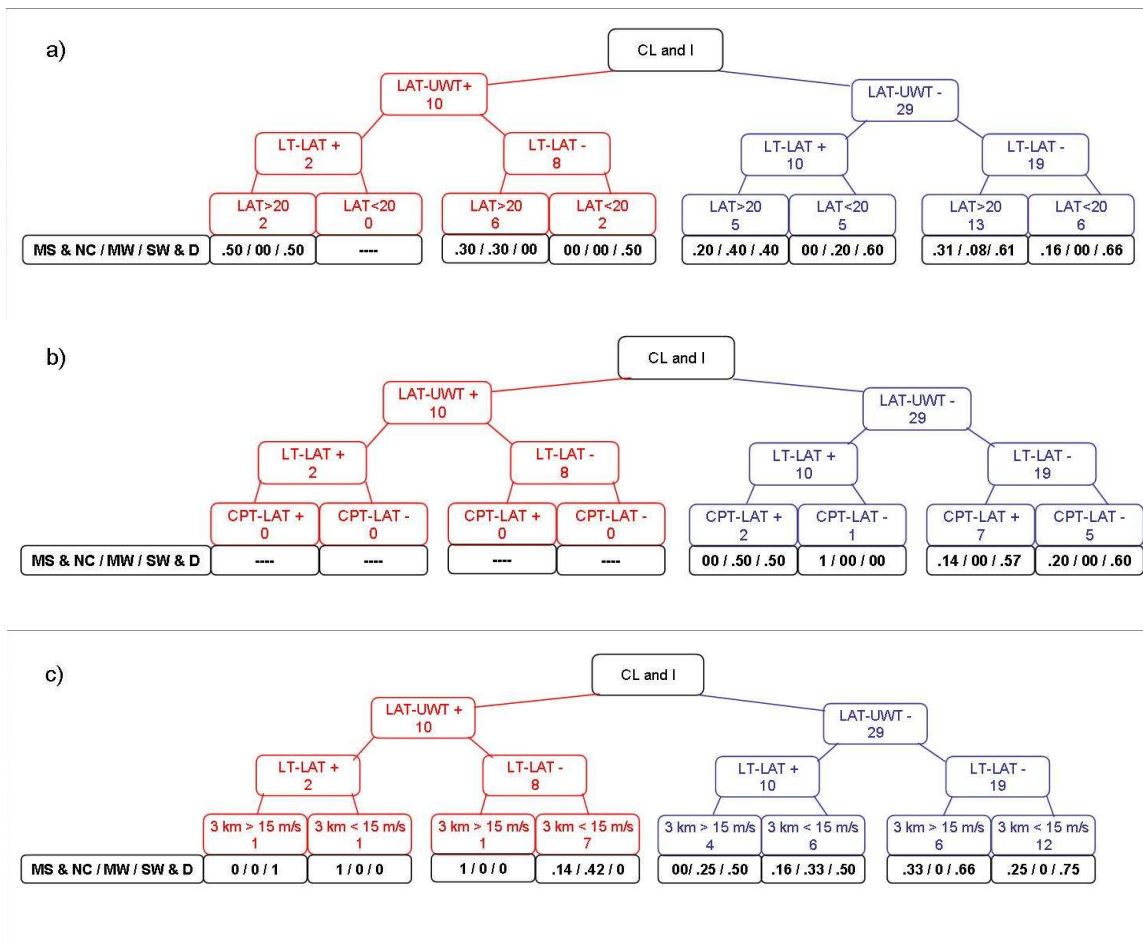 a)
CL and I
LAT-UWT+
10
LAT-UWT -
29
LT-LAT +
2
LT-LAT -
8
LT-LAT +
10
LT-LAT -
19
LAT>20
2
LAT<20
0
LAT>20
6
LAT<20
2
LAT>20
5
LAT<20
5
LAT>20
13
LAT<20
6
MS & NC / MW / SW & D .50 / 00 / .50 ---- .30 / .30 / 00 00 / 00 / .50 .20 / .40 / .40 00 / .20 / .60 .31 / .08/ .61 .16 / 00 / .66
b)
CL and I
LAT-UWT +
10
LAT-UWT -
29
LT-LAT +
2
LT-LAT -
8
LT-LAT +
10
LT-LAT -
19
CPT-LAT +
0
CPT-LAT -
0
CPT-LAT +
0
CPT-LAT -
0
CPT-LAT +
2
CPT-LAT -
1
CPT-LAT +
7
CPT-LAT -
5
MS & NC / MW / SW & D ---- ---- ---- ---- 00 / .50 / .50 1 / 00 / 00 .14 / 00 / .57 .20 / 00 / .60
c)
CL and I
LAT-UWT +
10
LAT-UWT -
29
LT-LAT +
2
LT-LAT -
8
LT-LAT +
10
LT-LAT -
19
3 km > 15 m/s
1
3 km < 15 m/s
1
3 km > 15 m/s
1
3 km < 15 m/s
7
3 km > 15 m/s
4
3 km < 15 m/s
6
3 km > 15 m/s
6
3 km < 15 m/s
12
MS & NC / MW / SW & D 0 / 0 / 1 1 / 0 / 0 1 / 0 / 0 .14 / .42 / 0 00/ .25 / .50 .16 / .33 / .50 .33 / 0 / .66 .25 / 0 / .75